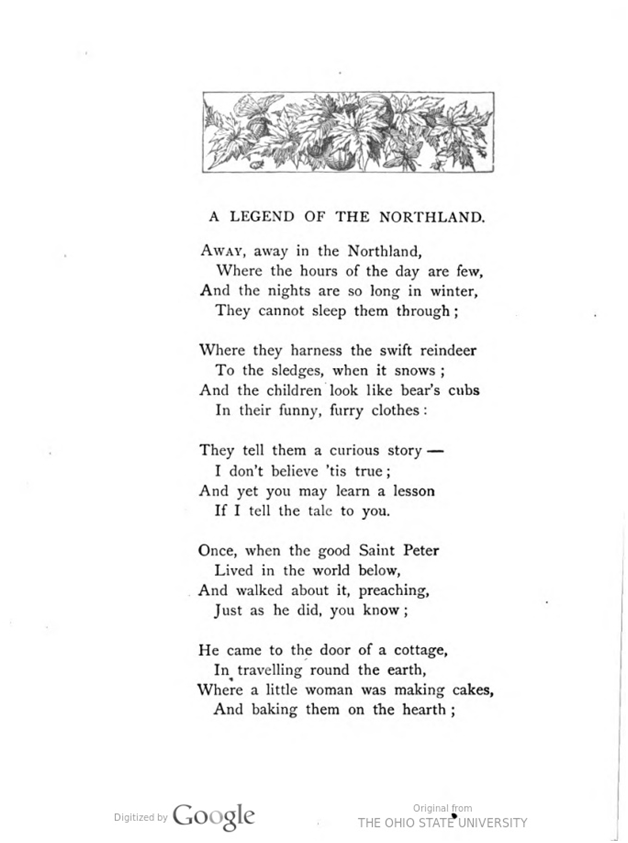 A LEGEND OF THE NORTHLAND.
AWAY, away in the Northland,
Where the hours of the day are few,
And the nights are so long in winter,
They cannot sleep them through;
Where they harness the swift reindeer
To the sledges, when it snows;
And the children look like bear's cubs
In their funny, furry clothes:
They tell them a curious story —
I don't believe 'tis true;
And yet you may learn a lesson
If I tell the tale to you.
Once, when the good Saint Peter
Lived in the world below,
And walked about it, preaching,
Just as he did, you know;
He came to the door of a cottage,
In travelling round the earth,
Where a little woman was making cakes,
And baking them on the hearth;
Digitized by Google
Original from
THE OHIO STATE UNIVERSITY